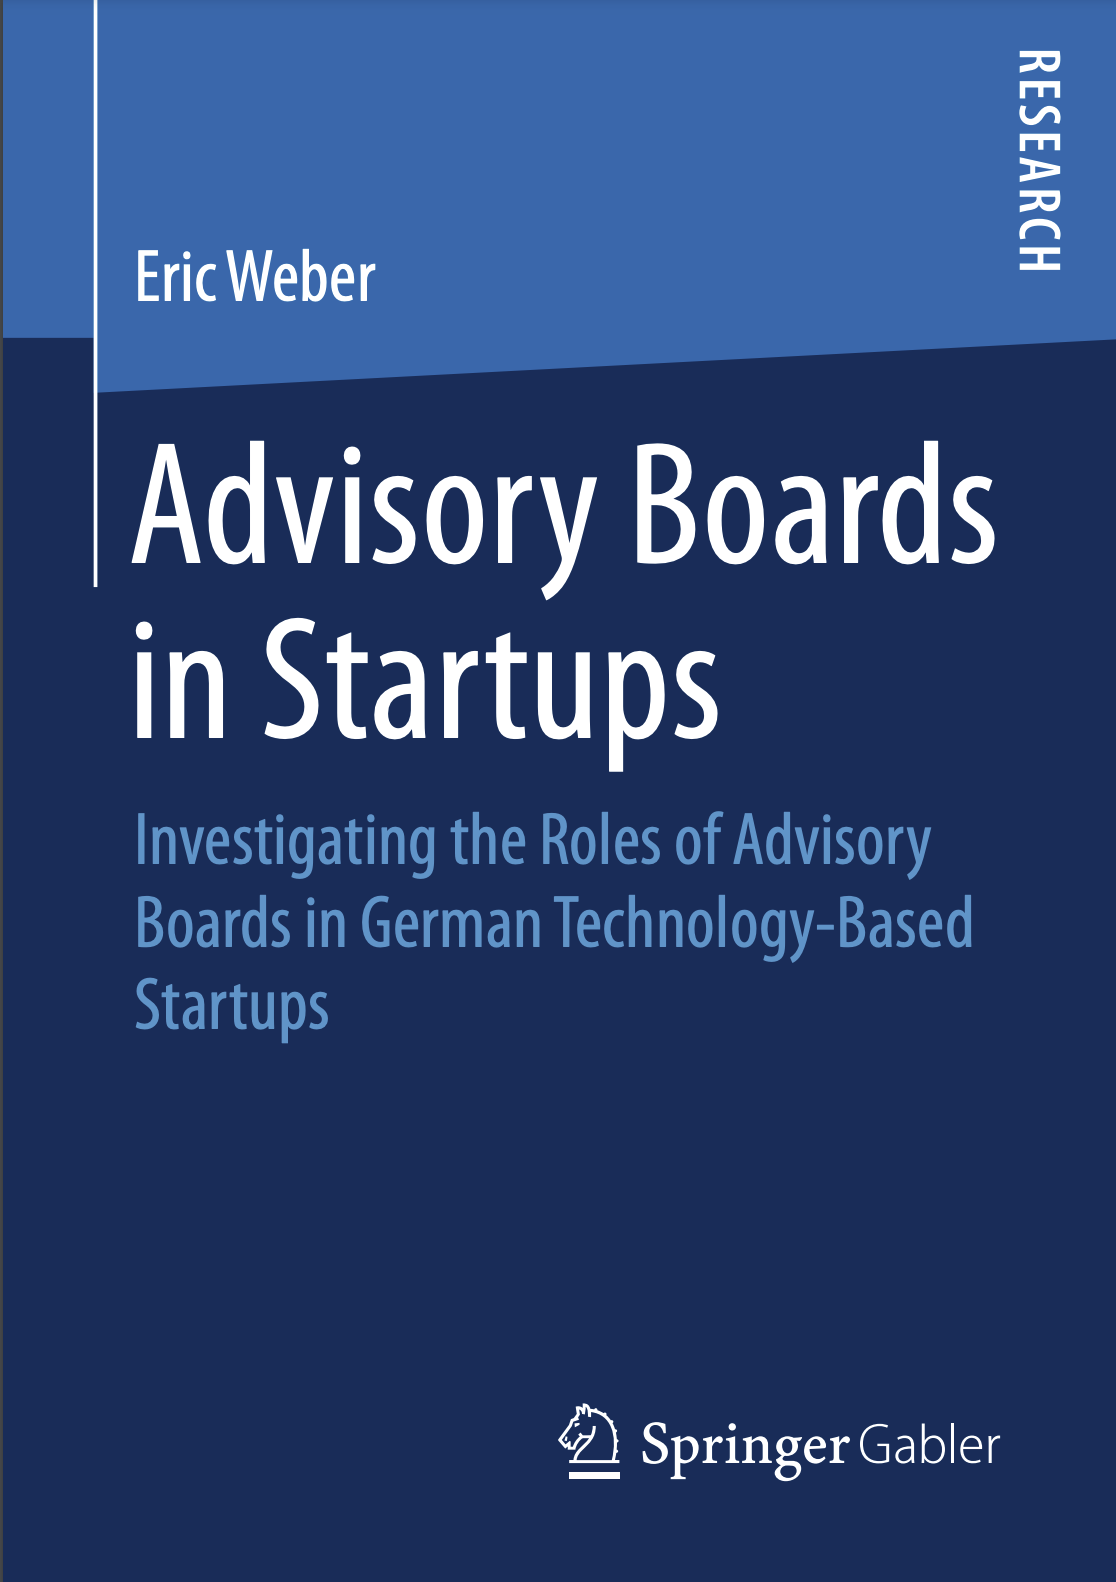 RESEARCH
Eric Weber
Advisory Boards
in Startups
Investigating the Roles of Advisory
Boards in German Technology-Based
Startups
Springer Gabler